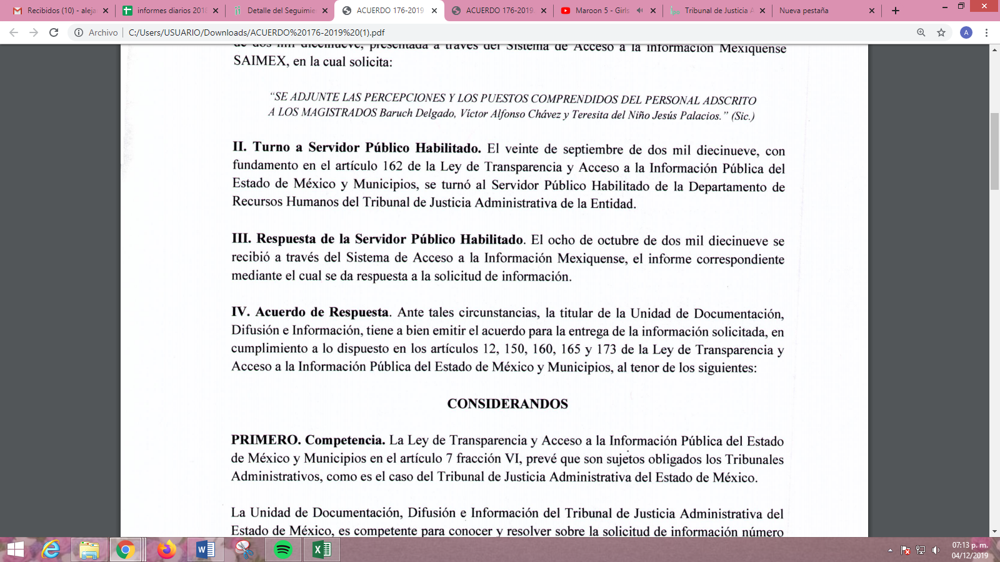 Recibidos (10) - aleja
informes diarios 2018
Detalle del Seguimie
ACUERDO 176-2019
ACUERDO 176-2019
Maroon 5 - Girls
Tribunal de Justicia A
Nueva pestaña
Archivo
C:/Users/USUARIO/Downloads/ACUERDO%20176-2019%20(1).pdf
A
de dos mil diecinueve, presentada a través del Sistema de Acceso a la información Mexiquense
SAIMEX, en la cual solicita:
“SE ADJUNTE LAS PERCEPCIONES Y LOS PUESTOS COMPRENDIDOS DEL PERSONAL ADSCRITO
A LOS MAGISTRADOS Baruch Delgado, Víctor Alfonso Chávez y Teresita del Niño Jesús Palacios.” (Sic.)
II. Turno a Servidor Público Habilitado. El veinte de septiembre de dos mil diecinueve, con
fundamento en el artículo 162 de la Ley de Transparencia y Acceso a la Información Pública del
Estado de México y Municipios, se turnó al Servidor Público Habilitado de la Departamento de
Recursos Humanos del Tribunal de Justicia Administrativa de la Entidad.
III. Respuesta de la Servidor Público Habilitado. El ocho de octubre de dos mil diecinueve se
recibió a través del Sistema de Acceso a la Información Mexiquense, el informe correspondiente
mediante el cual se da respuesta a la solicitud de información.
IV. Acuerdo de Respuesta. Ante tales circunstancias, la titular de la Unidad de Documentación,
Difusión e Información, tiene a bien emitir el acuerdo para la entrega de la información solicitada, en
cumplimiento a lo dispuesto en los artículos 12, 150, 160, 165 y 173 de la Ley de Transparencia y
Acceso a la Información Pública del Estado de México y Municipios, al tenor de los siguientes:
CONSIDERANDOS
PRIMERO. Competencia. La Ley de Transparencia y Acceso a la Información Pública del Estado
de México y Municipios en el artículo 7 fracción VI, prevé que son sujetos obligados los Tribunales
Administrativos, como es el caso del Tribunal de Justicia Administrativa del Estado de México.
La Unidad de Documentación, Difusión e Información del Tribunal de Justicia Administrativa del
Estado de México, es competente para conocer y resolver sobre la solicitud de información número
07:13 p. m.
04/12/2019